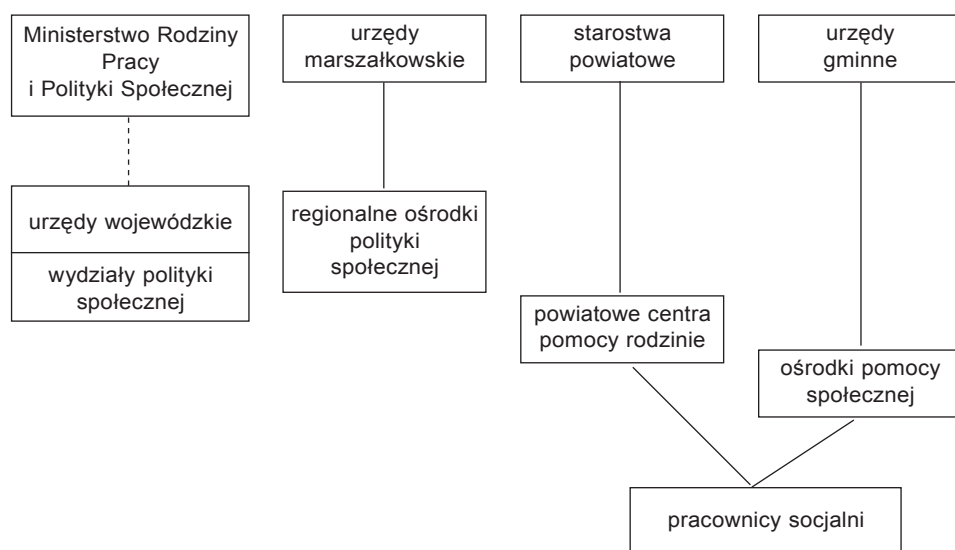 Ministerstwo Rodziny
Pracy
i Polityki Społecznej
urzędy
marszałkowskie
starostwa
powiatowe
urzędy
gminne
urzędy wojewódzkie
wydziały polityki
społecznej
regionalne ośrodki
polityki
społecznej
powiatowe centra
pomocy rodzinie
ośrodki pomocy
społecznej
pracownicy socjalni